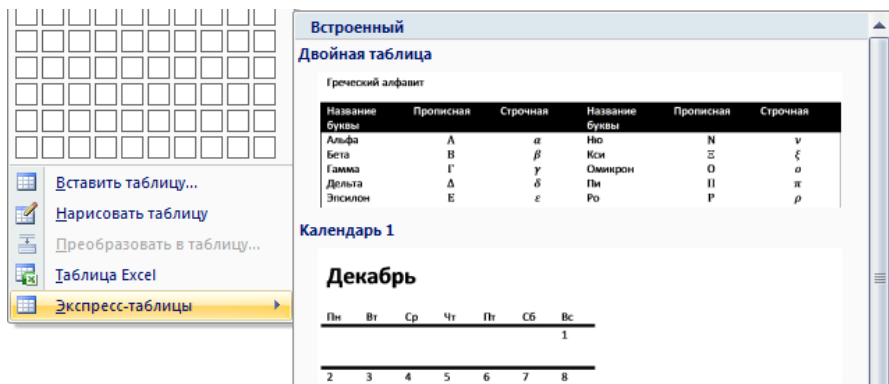 Вставить таблицу...
Нарисовать таблицу
Преобразовать в таблицу...
Таблица Excel
Экспресс-таблицы
Встроенный
Двойная таблица
Греческий алфавит
Название буквы Прописная Строчная Название буквы Прописная Строчная
Альфа Α α Ню Ν ν
Бета Β β Кси Ξ ξ
Гамма Γ γ Омикрон Ο ο
Дельта Δ δ Пи Π π
Эпсилон Ε ε Ро Ρ ρ
Календарь 1
Декабрь
Пн Вт Ср Чт Пт Сб Вс
1
2 3 4 5 6 7 8